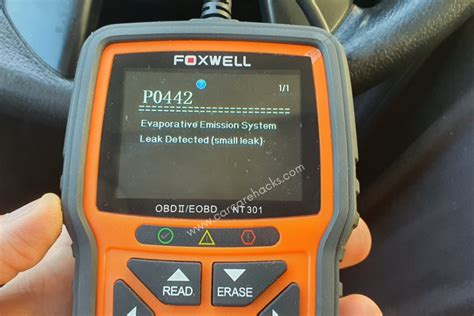 FOXWELL
?
1/1
P0442
Evaporative Emission System
Leak Detected (small leak)
www.carcarehacks.com
OBDII/EOBD NT301
READ
ERASE